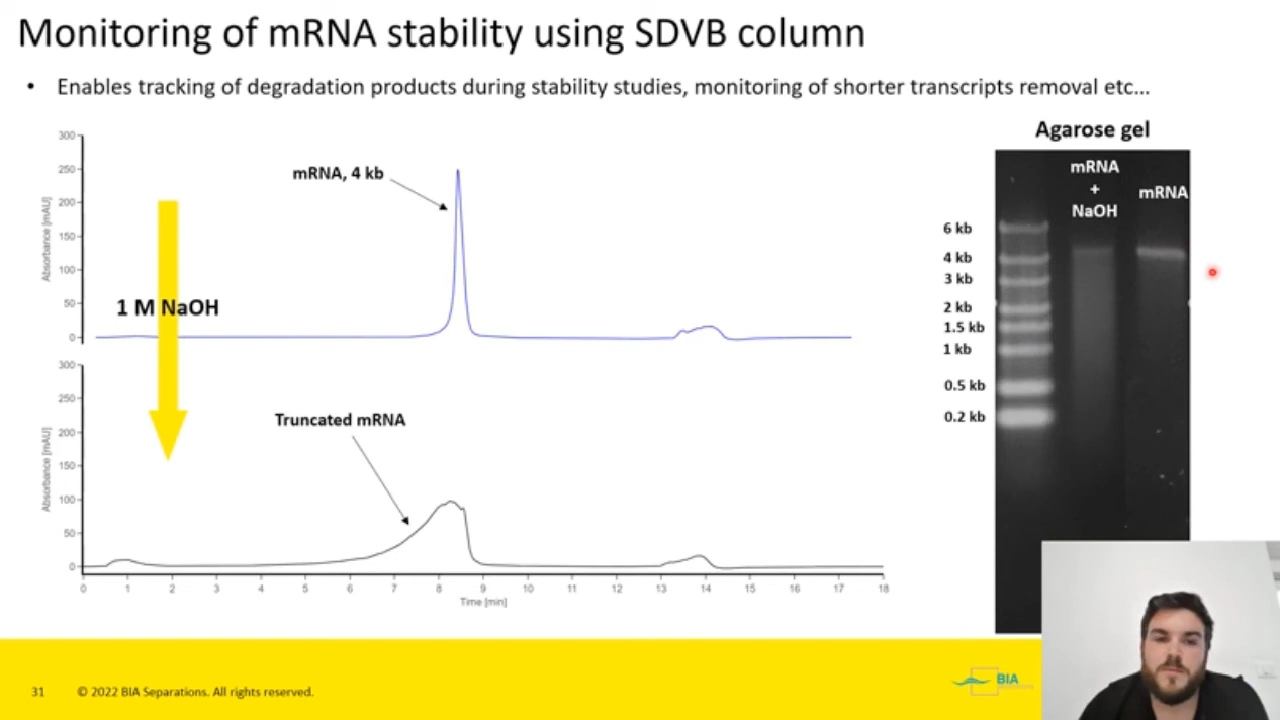 Monitoring of mRNA stability using SDVB column
• Enables tracking of degradation products during stability studies, monitoring of shorter transcripts removal etc...
Agarose gel
300
250
200
150
100
50
0
Absorbance [mAU]
mRNA, 4 kb
1 M NaOH
300
250
200
150
100
50
0
Absorbance [mAU]
Truncated mRNA
0 1 2 3 4 5 6 7 8 9 10 11 12 13 14 15 16 17 18
Time [min]
mRNA
+
NaOH
mRNA
6 kb
4 kb
3 kb
2 kb
1.5 kb
1 kb
0.5 kb
0.2 kb
31 © 2022 BIA Separations. All rights reserved.
BIA